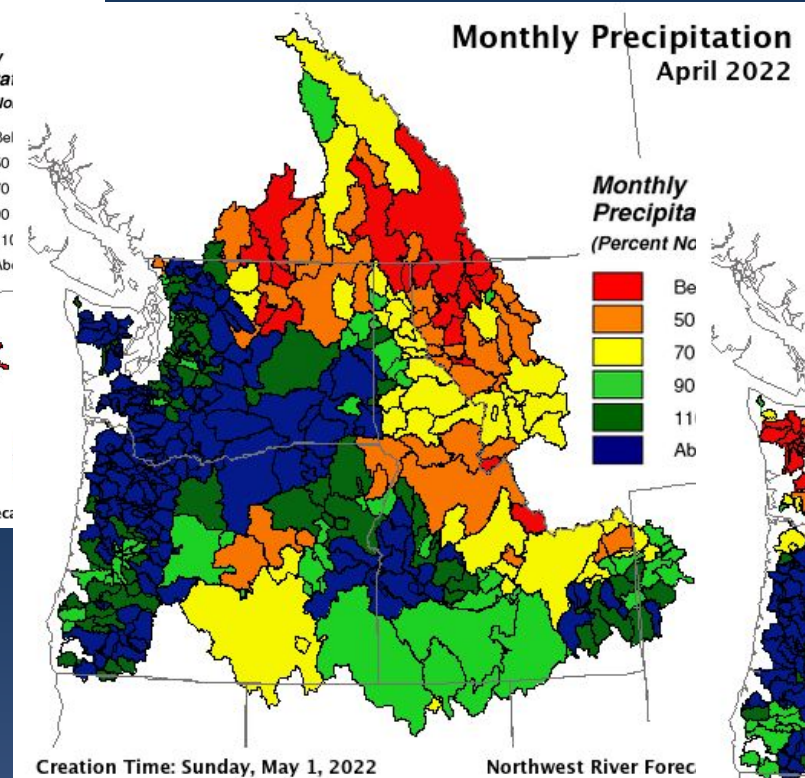 Monthly Precipitation
April 2022
Monthly
Precipita
(Percent No
Be
50
70
90
11
Ab
Creation Time: Sunday, May 1, 2022
Northwest River Forec